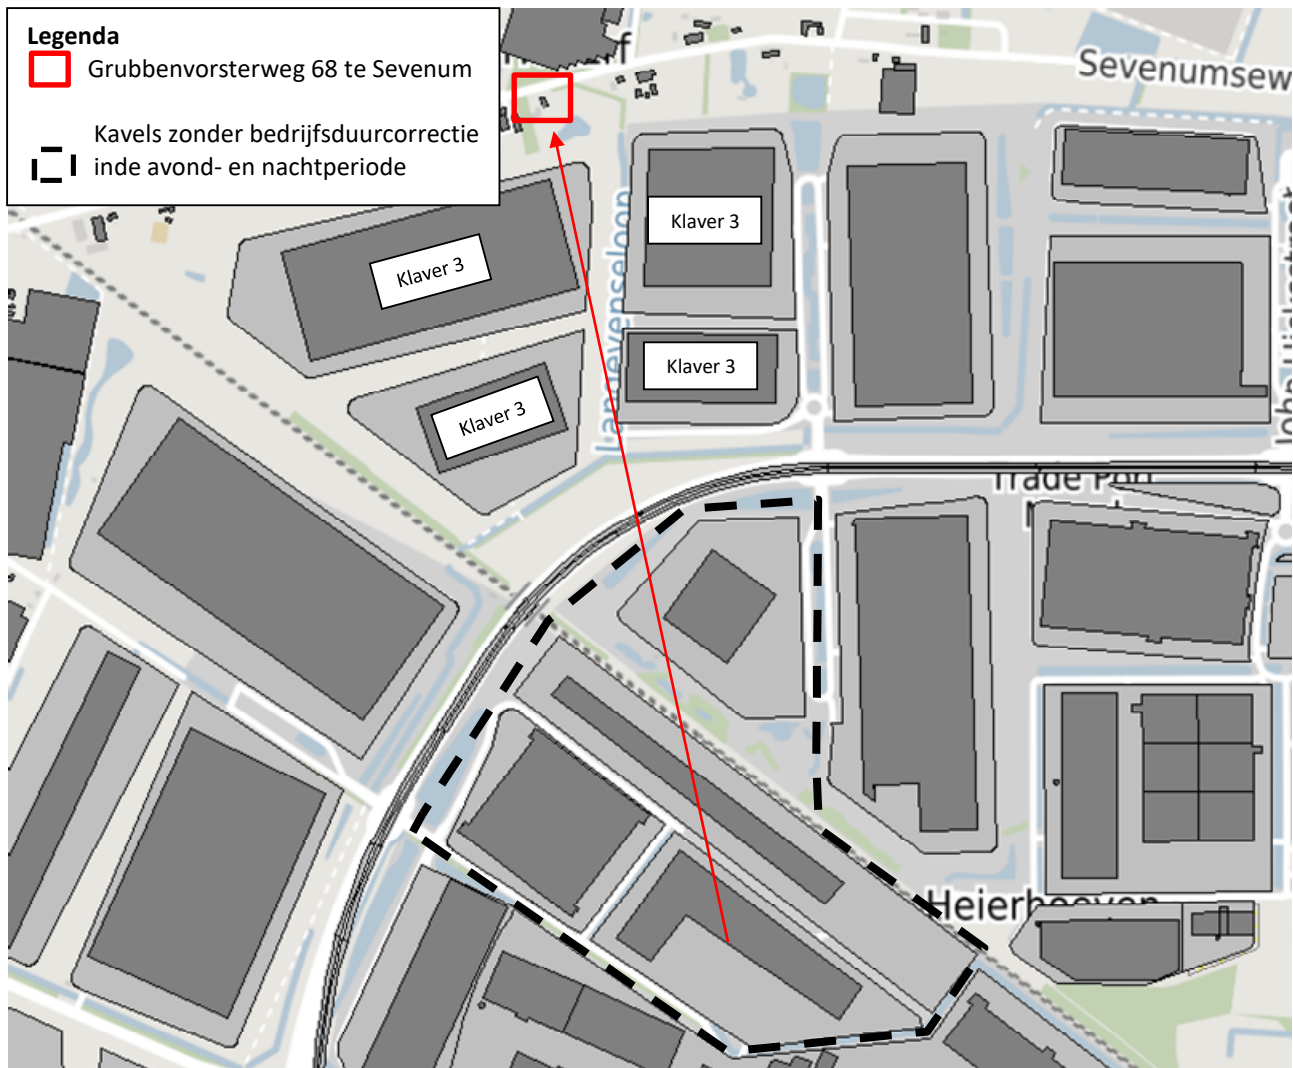 Legenda
Grubbenvorsterweg 68 te Sevenum
Kavels zonder bedrijfsduurcorrectie
inde avond- en nachtperiode
Sevenumsew
Klaver 3
Klaver 3
Klaver 3
Klaver 3
Langevenseloon
Trade Port
Heierhoeven